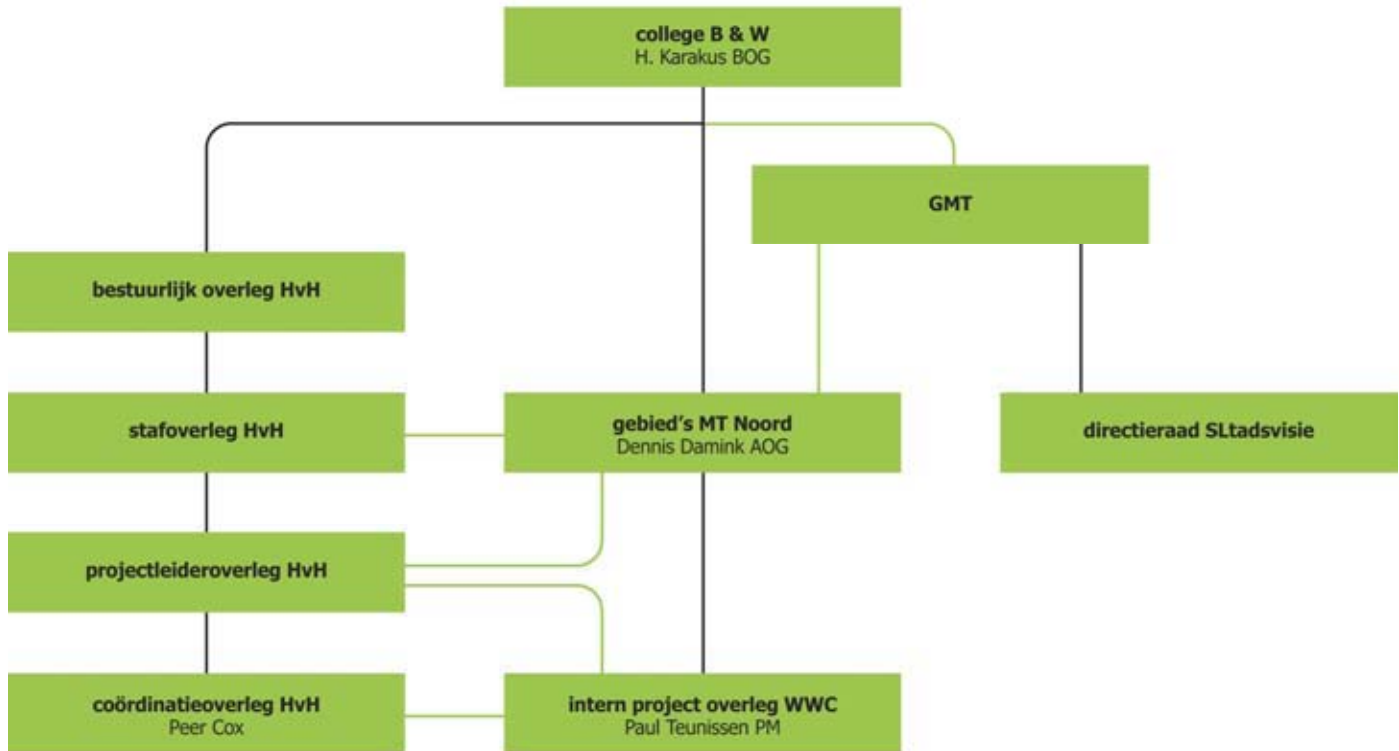 college B & W
H. Karakus BOG
GMT
bestuurlijk overleg HvH
stafoverleg HvH
gebied's MT Noord
Dennis Damink AOG
directieraad SLtadsvisie
projectleideroverleg HvH
coördinatieoverleg HvH
Peer Cox
intern project overleg WWC
Paul Teunissen PM